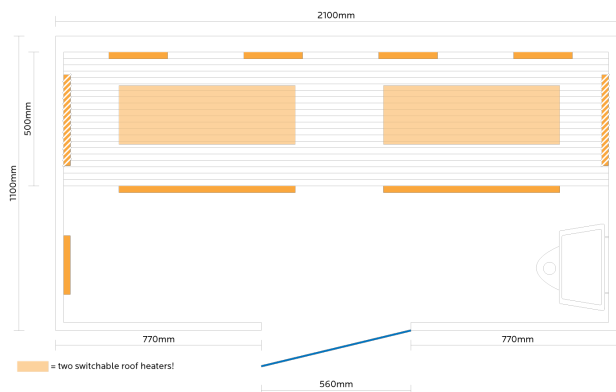 2100mm
500mm
1100mm
770mm
770mm
= two switchable roof heaters!
560mm